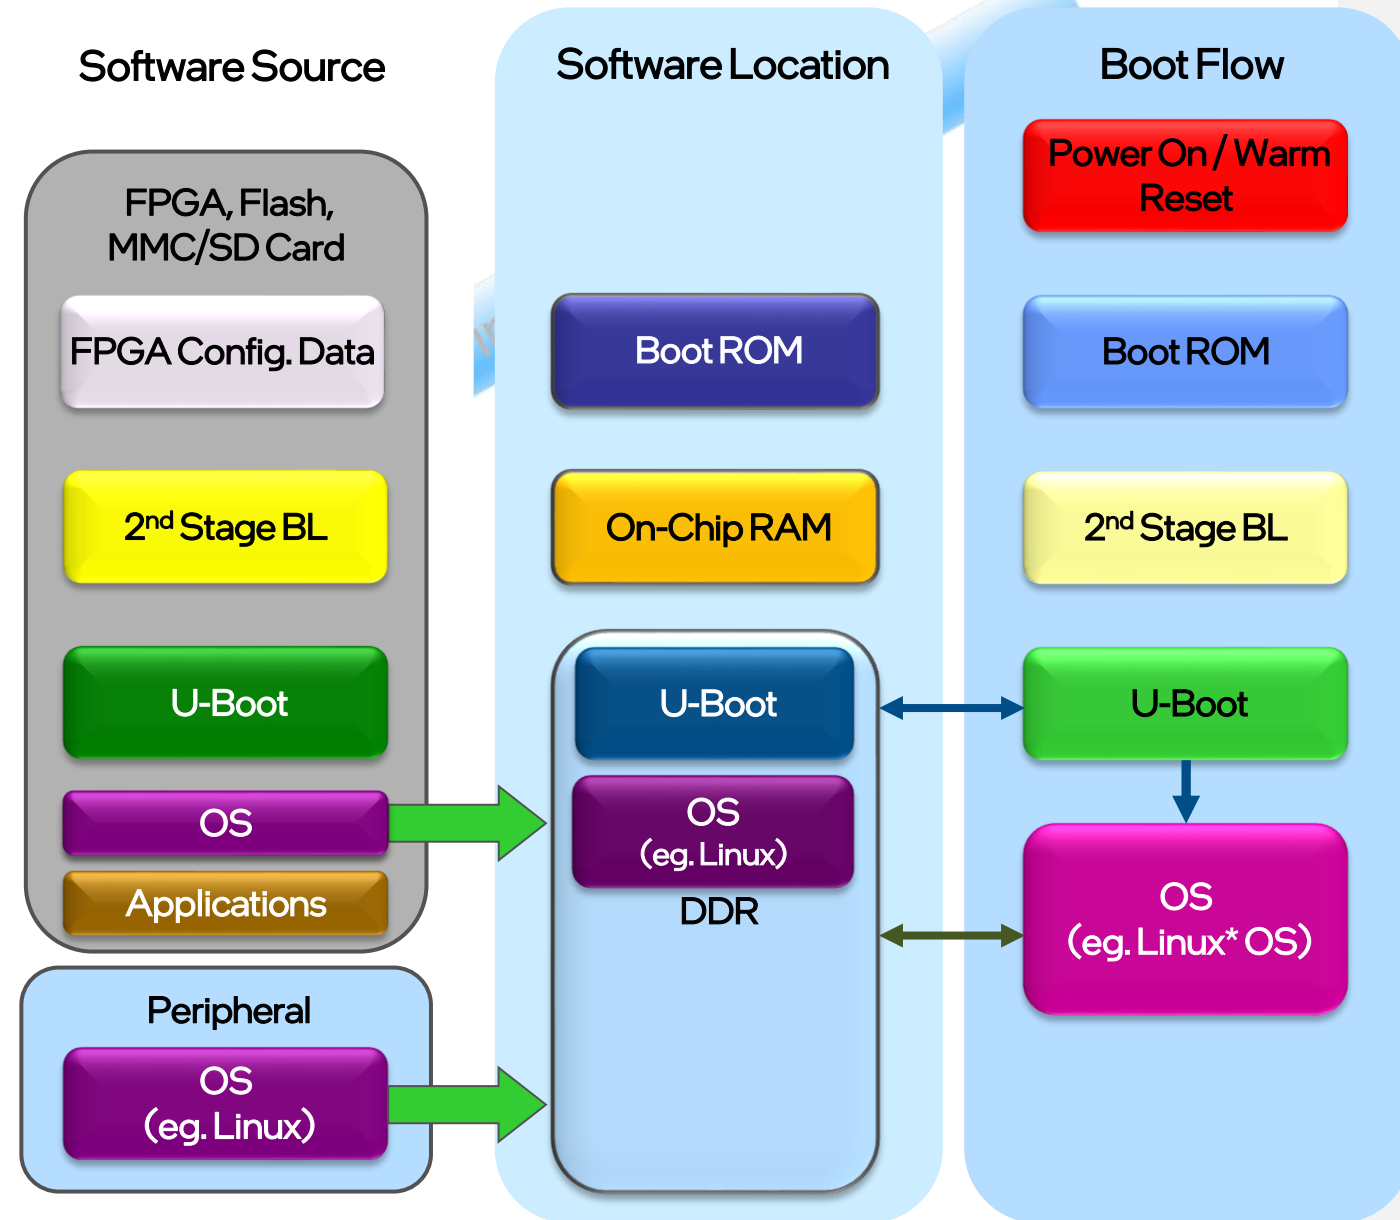 Software Source
FPGA, Flash,
MMC/SD Card
FPGA Config. Data
2nd Stage BL
U-Boot
OS
Applications
Peripheral
OS
(eg. Linux)
Software Location
Boot ROM
On-Chip RAM
U-Boot
OS
(eg. Linux)
DDR
Boot Flow
Power On / Warm
Reset
Boot ROM
2nd Stage BL
U-Boot
OS
(eg. Linux* OS)